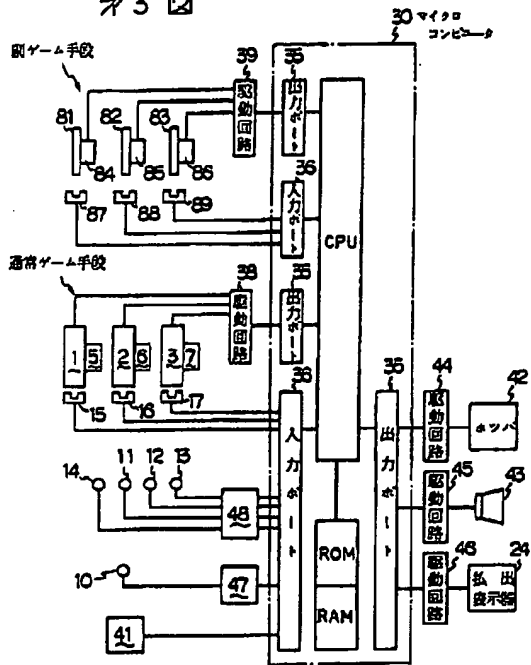 才3図
30 マイクロ
コンピュータ
副ゲーム手段
39
35
81 82 83
駆動回路
出力ポート
84 85 86
36
87 88 89
入力ポート
CPU
通常ゲーム手段
38
35
駆動回路
出力ポート
1 5 2 6 3 7
36
35
44
42
15 16 17
入力ポート
出力ポート
駆動回路
ホッパ
14 11 12 13
45
43
48
駆動回路
ROM
46
24
10
47
駆動回路
払出
表示器
RAM
41